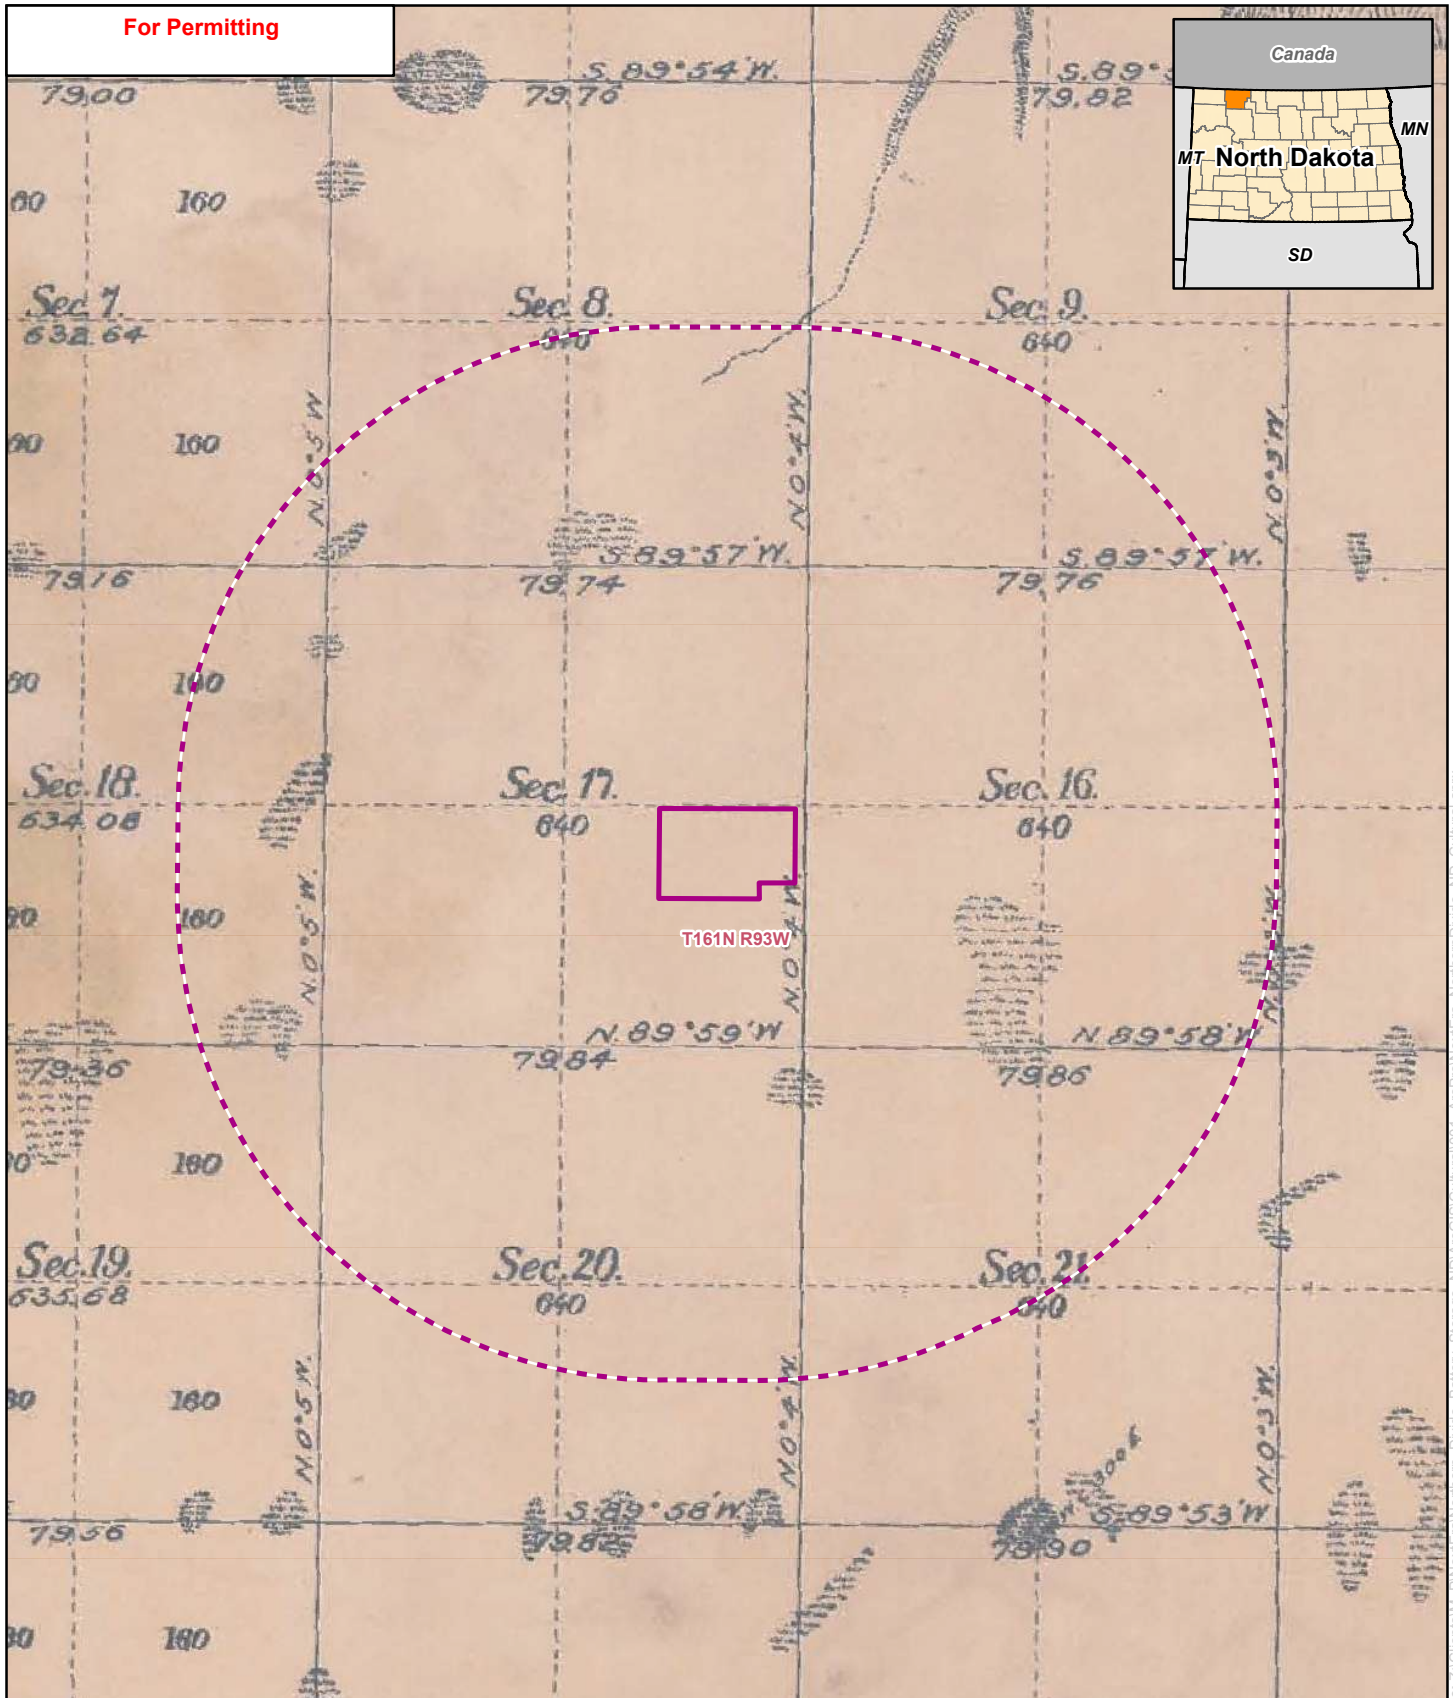 For Permitting
Canada
MN
MT North Dakota
SD
S. 89°54'W.
79.00
79.76
79.82
160
Sec. 7.
632.64
Sec. 8.
640
Sec. 9.
640
160
N. 0°5' W
N. 0°4' W.
N. 0°3' W.
S. 89°57' W.
S. 89°57' W.
79.16
79.74
79.76
160
Sec. 18.
634.08
Sec. 17.
640
Sec. 16.
640
160
T161N R93W
N. 0°5' W.
N. 0°4' W.
N. 89°59' W
N 89°58' W
79.36
79.84
79.86
160
Sec. 19.
635.68
Sec. 20.
640
Sec. 21.
640
160
N. 0°5' W.
N. 0°4' W.
N. 0°3' W.
S. 89°58' W.
S. 89°53' W
79.56
79.82
79.90
160